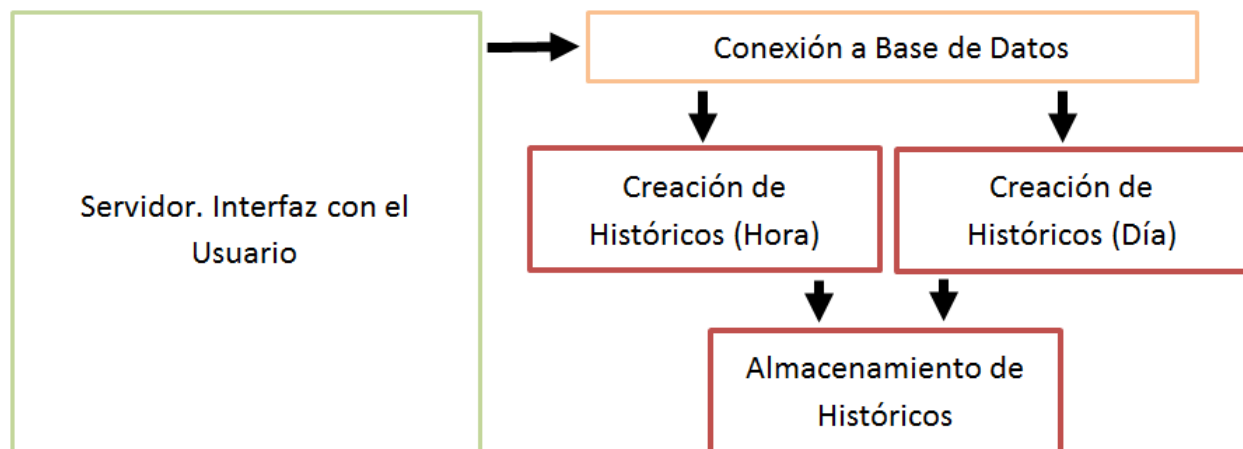 Conexión a Base de Datos
Servidor. Interfaz con el
Usuario
Creación de
Históricos (Hora)
Creación de
Históricos (Día)
Almacenamiento de
Históricos